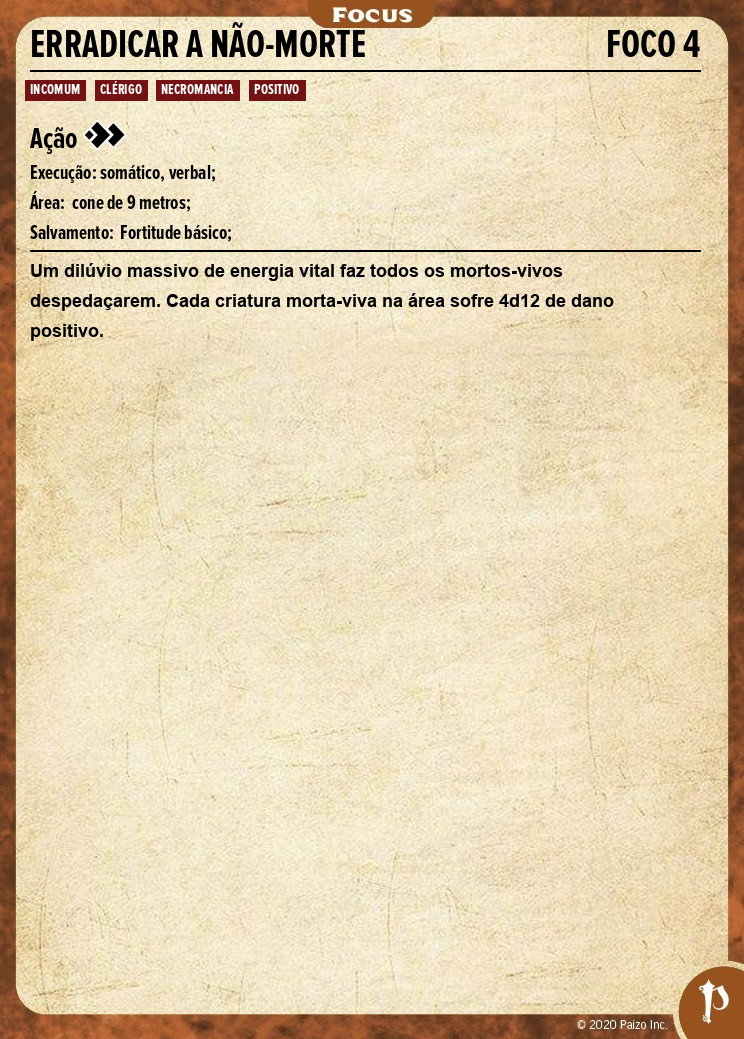 Focus
ERRADICAR A NÃO-MORTE FOCO 4
INCOMUM CLÉRIGO NECROMANCIA POSITIVO
Ação
Execução: somático, verbal;
Área: cone de 9 metros;
Salvamento: Fortitude básico;
Um dilúvio massivo de energia vital faz todos os mortos-vivos
despedaçarem. Cada criatura morta-viva na área sofre 4d12 de dano
positivo.
© 2020 Paizo Inc.